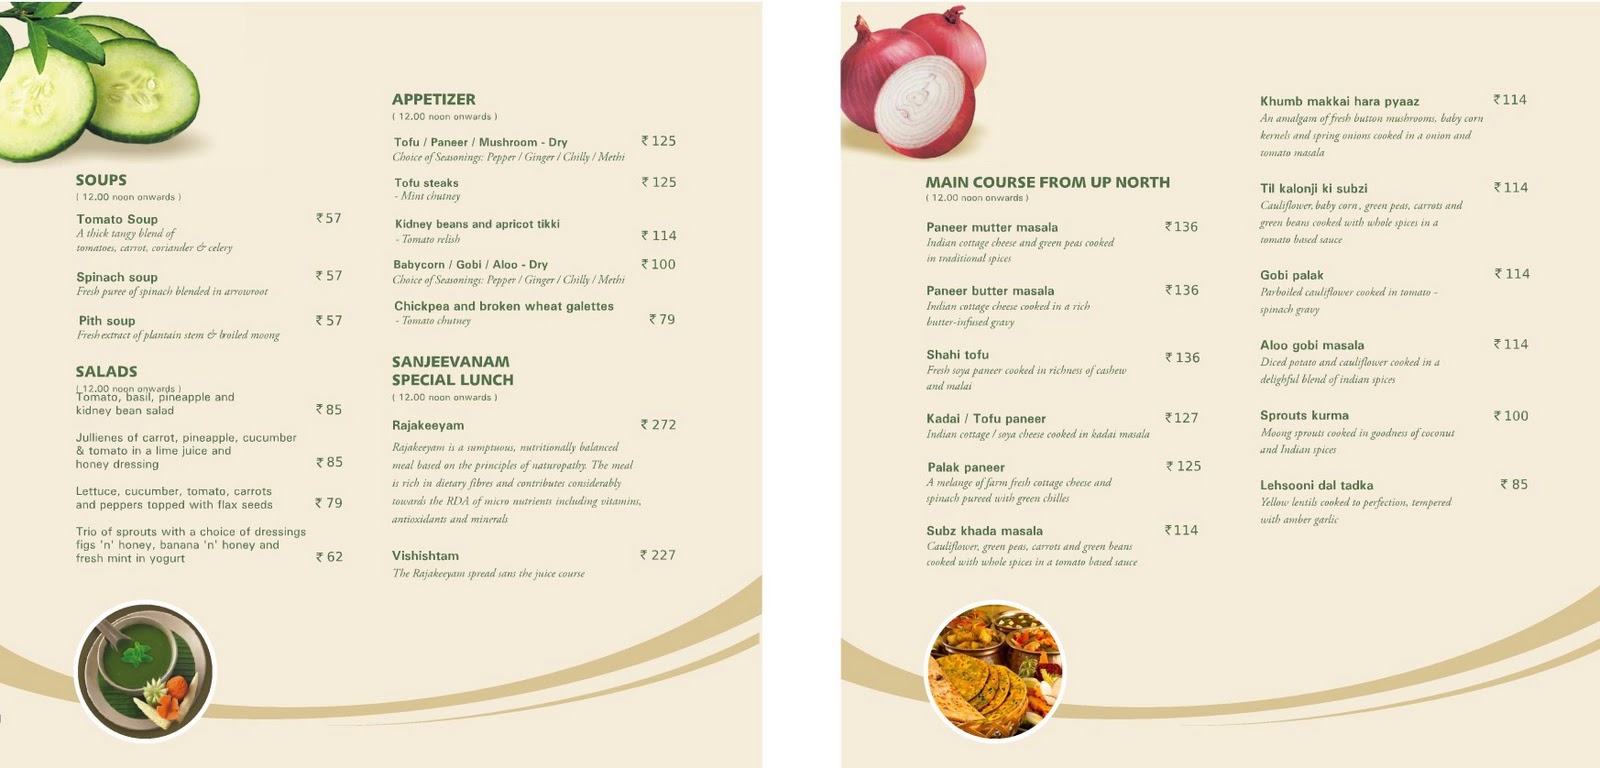 SOUPS
( 12.00 noon onwards )
Tomato Soup ₹ 57
A thick tangy blend of
tomatoes, carrot, coriander & celery
Spinach soup ₹ 57
Fresh puree of spinach blended in arrowroot
Pith soup ₹ 57
Fresh extract of plantain stem & broiled moong
SALADS
( 12.00 noon onwards )
Tomato, basil, pineapple and
kidney bean salad ₹ 85
Jullienes of carrot, pineapple, cucumber
& tomato in a lime juice and
honey dressing ₹ 85
Lettuce, cucumber, tomato, carrots
and peppers topped with flax seeds ₹ 79
Trio of sprouts with a choice of dressings
figs 'n' honey, banana 'n' honey and
fresh mint in yogurt ₹ 62
APPETIZER
( 12.00 noon onwards )
Tofu / Paneer / Mushroom - Dry ₹ 125
Choice of Seasonings: Pepper / Ginger / Chilly / Methi
Tofu steaks ₹ 125
- Mint chutney
Kidney beans and apricot tikki
- Tomato relish ₹ 114
Babycorn / Gobi / Aloo - Dry ₹ 100
Choice of Seasonings: Pepper / Ginger / Chilly / Methi
Chickpea and broken wheat galettes
- Tomato chutney ₹ 79
SANJEEVANAM
SPECIAL LUNCH
( 12.00 noon onwards )
Rajakeeyam ₹ 272
Rajakeeyam is a sumptuous, nutritionally balanced
meal based on the principles of naturopathy. The meal
is rich in dietary fibres and contributes considerably
towards the RDA of micro nutrients including vitamins,
antioxidants and minerals
Vishishtam ₹ 227
The Rajakeeyam spread sans the juice course
MAIN COURSE FROM UP NORTH
( 12.00 noon onwards )
Paneer mutter masala ₹ 136
Indian cottage cheese and green peas cooked
in traditional spices
Paneer butter masala ₹ 136
Indian cottage cheese cooked in a rich
butter-infused gravy
Shahi tofu ₹ 136
Fresh soya paneer cooked in richness of cashew
and malai
Kadai / Tofu paneer ₹ 127
Indian cottage / soya cheese cooked in kadai masala
Palak paneer ₹ 125
A melange of farm fresh cottage cheese and
spinach pureed with green chilles
Subz khada masala ₹ 114
Cauliflower, green peas, carrots and green beans
cooked with whole spices in a tomato based sauce
Khumb makkai hara pyaaz ₹ 114
An amalgam of fresh button mushrooms, baby corn
kernels and spring onions cooked in a onion and
tomato masala
Til kalonji ki subzi ₹ 114
Cauliflower, baby corn, green peas, carrots and
green beans cooked with whole spices in a
tomato based sauce
Gobi palak ₹ 114
Parboiled cauliflower cooked in tomato -
spinach gravy
Aloo gobi masala ₹ 114
Diced potato and cauliflower cooked in a
delighful blend of indian spices
Sprouts kurma ₹ 100
Moong sprouts cooked in goodness of coconut
and Indian spices
Lehsooni dal tadka ₹ 85
Yellow lentils cooked to perfection, tempered
with amber garlic